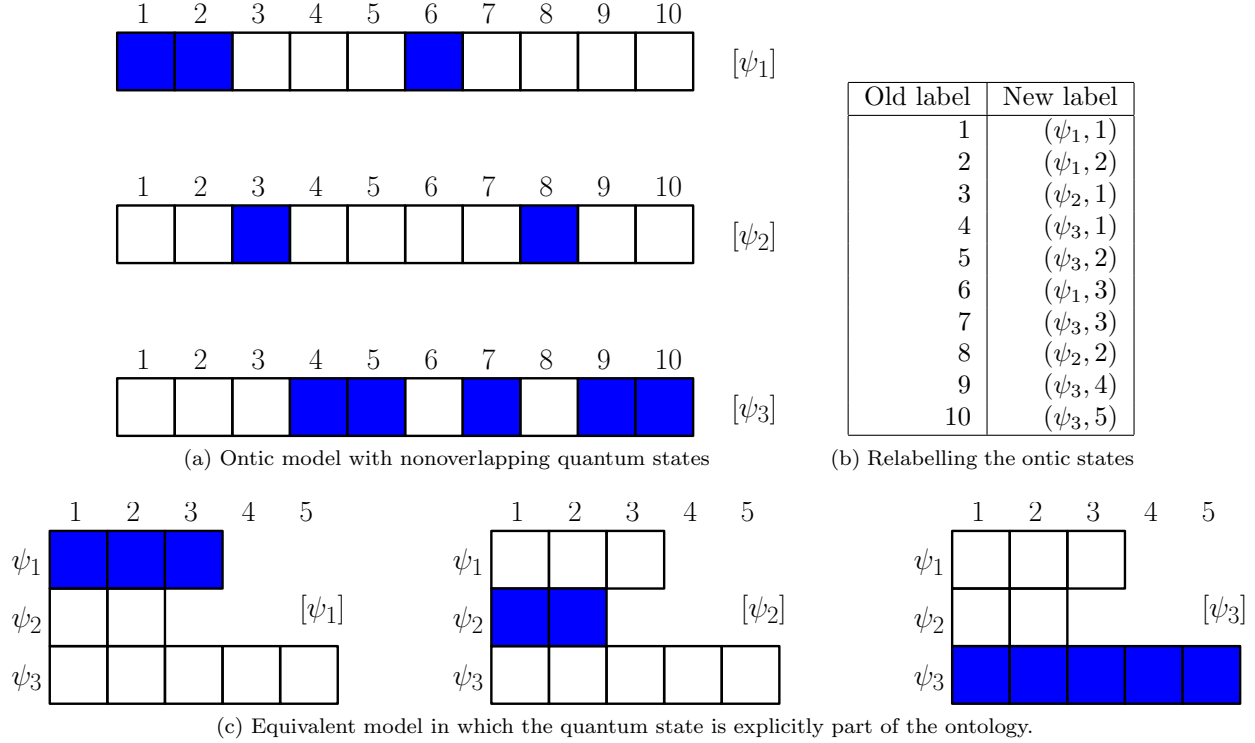 1 2 3 4 5 6 7 8 9 10
[ψ₁]
1 2 3 4 5 6 7 8 9 10
[ψ₂]
1 2 3 4 5 6 7 8 9 10
[ψ₃]
(a) Ontic model with nonoverlapping quantum states
Old label New label
1 (ψ₁, 1)
2 (ψ₁, 2)
3 (ψ₂, 1)
4 (ψ₃, 1)
5 (ψ₃, 2)
6 (ψ₁, 3)
7 (ψ₃, 3)
8 (ψ₂, 2)
9 (ψ₃, 4)
10 (ψ₃, 5)
(b) Relabelling the ontic states
1 2 3 4 5
ψ₁
ψ₂ [ψ₁]
ψ₃
1 2 3 4 5
ψ₁
ψ₂ [ψ₂]
ψ₃
1 2 3 4 5
ψ₁
ψ₂ [ψ₃]
ψ₃
(c) Equivalent model in which the quantum state is explicitly part of the ontology.